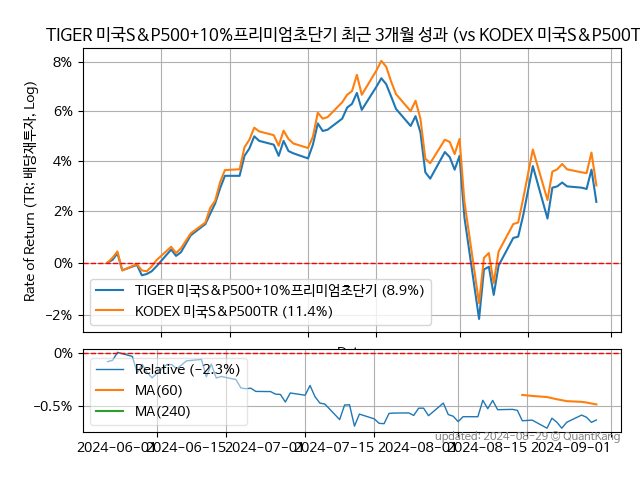 TIGER 미국S&P500+10%프리미엄초단기 최근 3개월 성과 (vs KODEX 미국S&P500T
8%
6%
4%
2%
0%
−2%
Rate of Return (TR: 배당재투자, Log)
TIGER 미국S&P500+10%프리미엄초단기 (8.9%)
KODEX 미국S&P500TR (11.4%)
0%
−0.5%
Relative (−2.3%)
MA(60)
MA(240)
updated: 2024-08-29 © QuantKang
2024-06-01
2024-06-15
2024-07-01
2024-07-15
2024-08-01
2024-08-15
2024-09-01